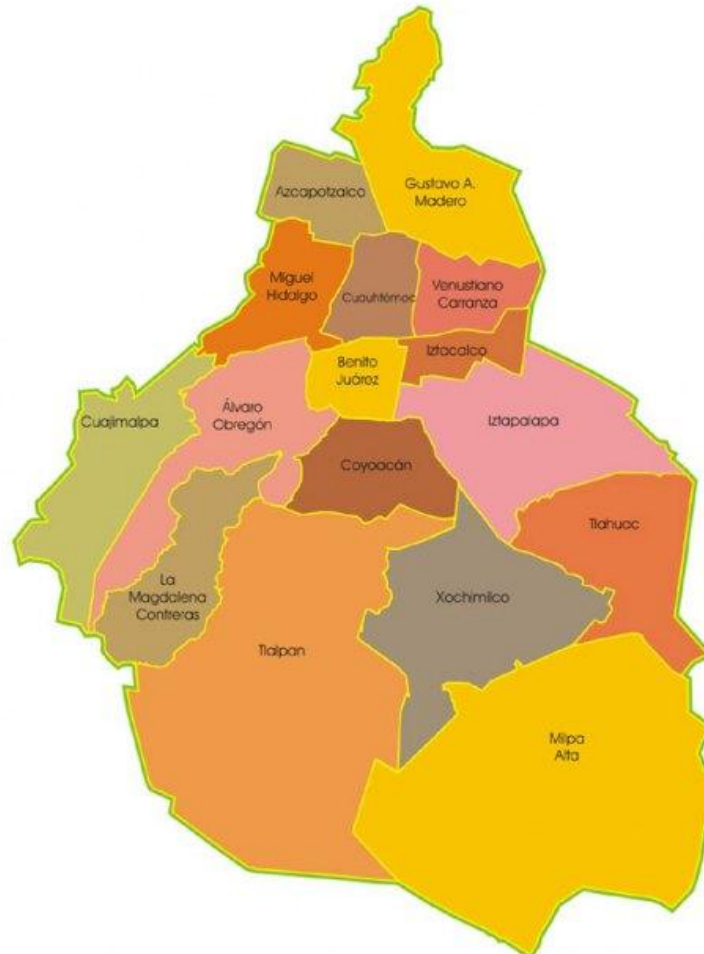 Gustavo A.
Madero
Azcapotzalco
Miguel
Hidalgo
Cuauhtémoc
Venustiano
Carranza
Iztacalco
Benito
Juárez
Cuajimalpa
Álvaro
Obregón
Iztapalapa
Coyoacán
Tlahuac
La
Magdalena
Contreras
Xochimilco
Tlalpan
Milpa
Alta